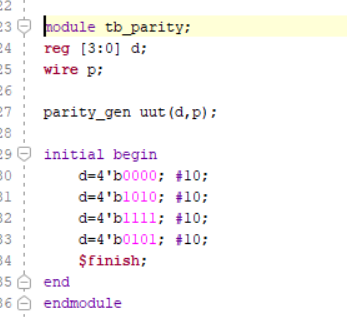 22
23 module tb_parity;
24 reg [3:0] d;
25 wire p;
26
27 parity_gen uut(d,p);
28
29 initial begin
30 d=4'b0000; #10;
31 d=4'b1010; #10;
32 d=4'b1111; #10;
33 d=4'b0101; #10;
34 $finish;
35 end
36 endmodule